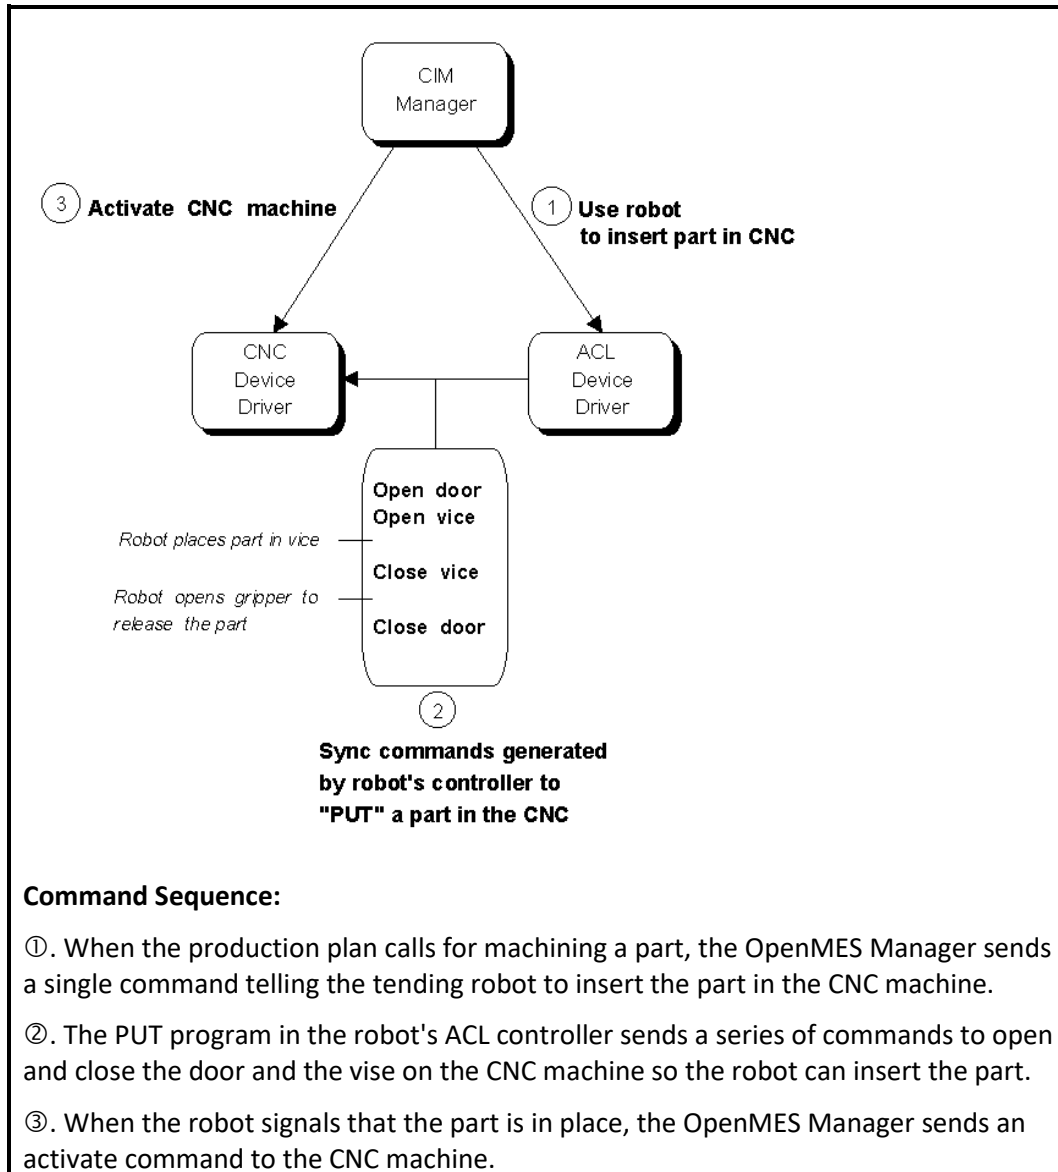 CIM
Manager
3 Activate CNC machine
1 Use robot
to insert part in CNC
CNC
Device
Driver
ACL
Device
Driver
Open door
Open vice
Robot places part in vice
Close vice
Robot opens gripper to
release the part
Close door
2
Sync commands generated
by robot's controller to
"PUT" a part in the CNC
Command Sequence:
①. When the production plan calls for machining a part, the OpenMES Manager sends
a single command telling the tending robot to insert the part in the CNC machine.
②. The PUT program in the robot's ACL controller sends a series of commands to open
and close the door and the vise on the CNC machine so the robot can insert the part.
③. When the robot signals that the part is in place, the OpenMES Manager sends an
activate command to the CNC machine.